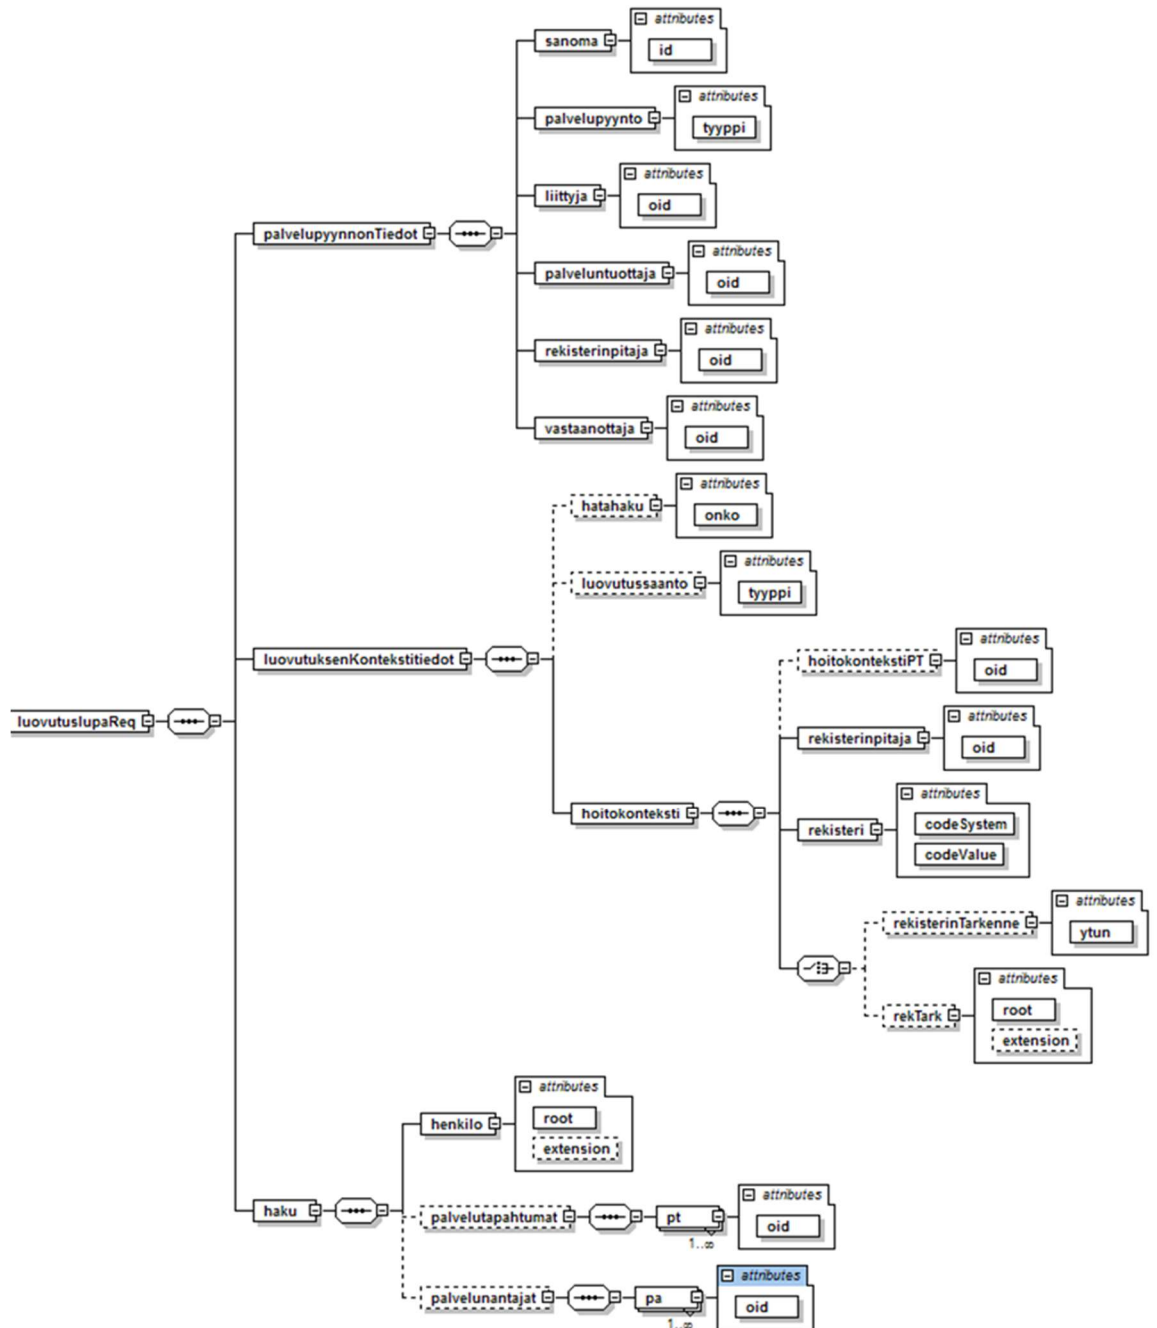 attributes
sanoma
id
attributes
palvelupyynto
tyyppi
attributes
liittyja
oid
attributes
palvelupyynnonTiedot
palveluntuottaja
oid
attributes
rekisterinpitaja
oid
attributes
vastaanottaja
oid
attributes
hatahaku
onko
attributes
luovutussaanto
tyyppi
attributes
luovutuksenKontekstitiedot
hoitokontekstiPT
oid
attributes
luovutuslupaReq
rekisterinpitaja
oid
attributes
hoitokonteksti
rekisteri
codeSystem
codeValue
attributes
rekisterinTarkenne
ytun
attributes
rekTark
root
extension
attributes
henkilo
root
extension
attributes
haku
palvelutapahtumat
pt
oid
1..∞
attributes
palvelunantajat
pa
oid
1..∞